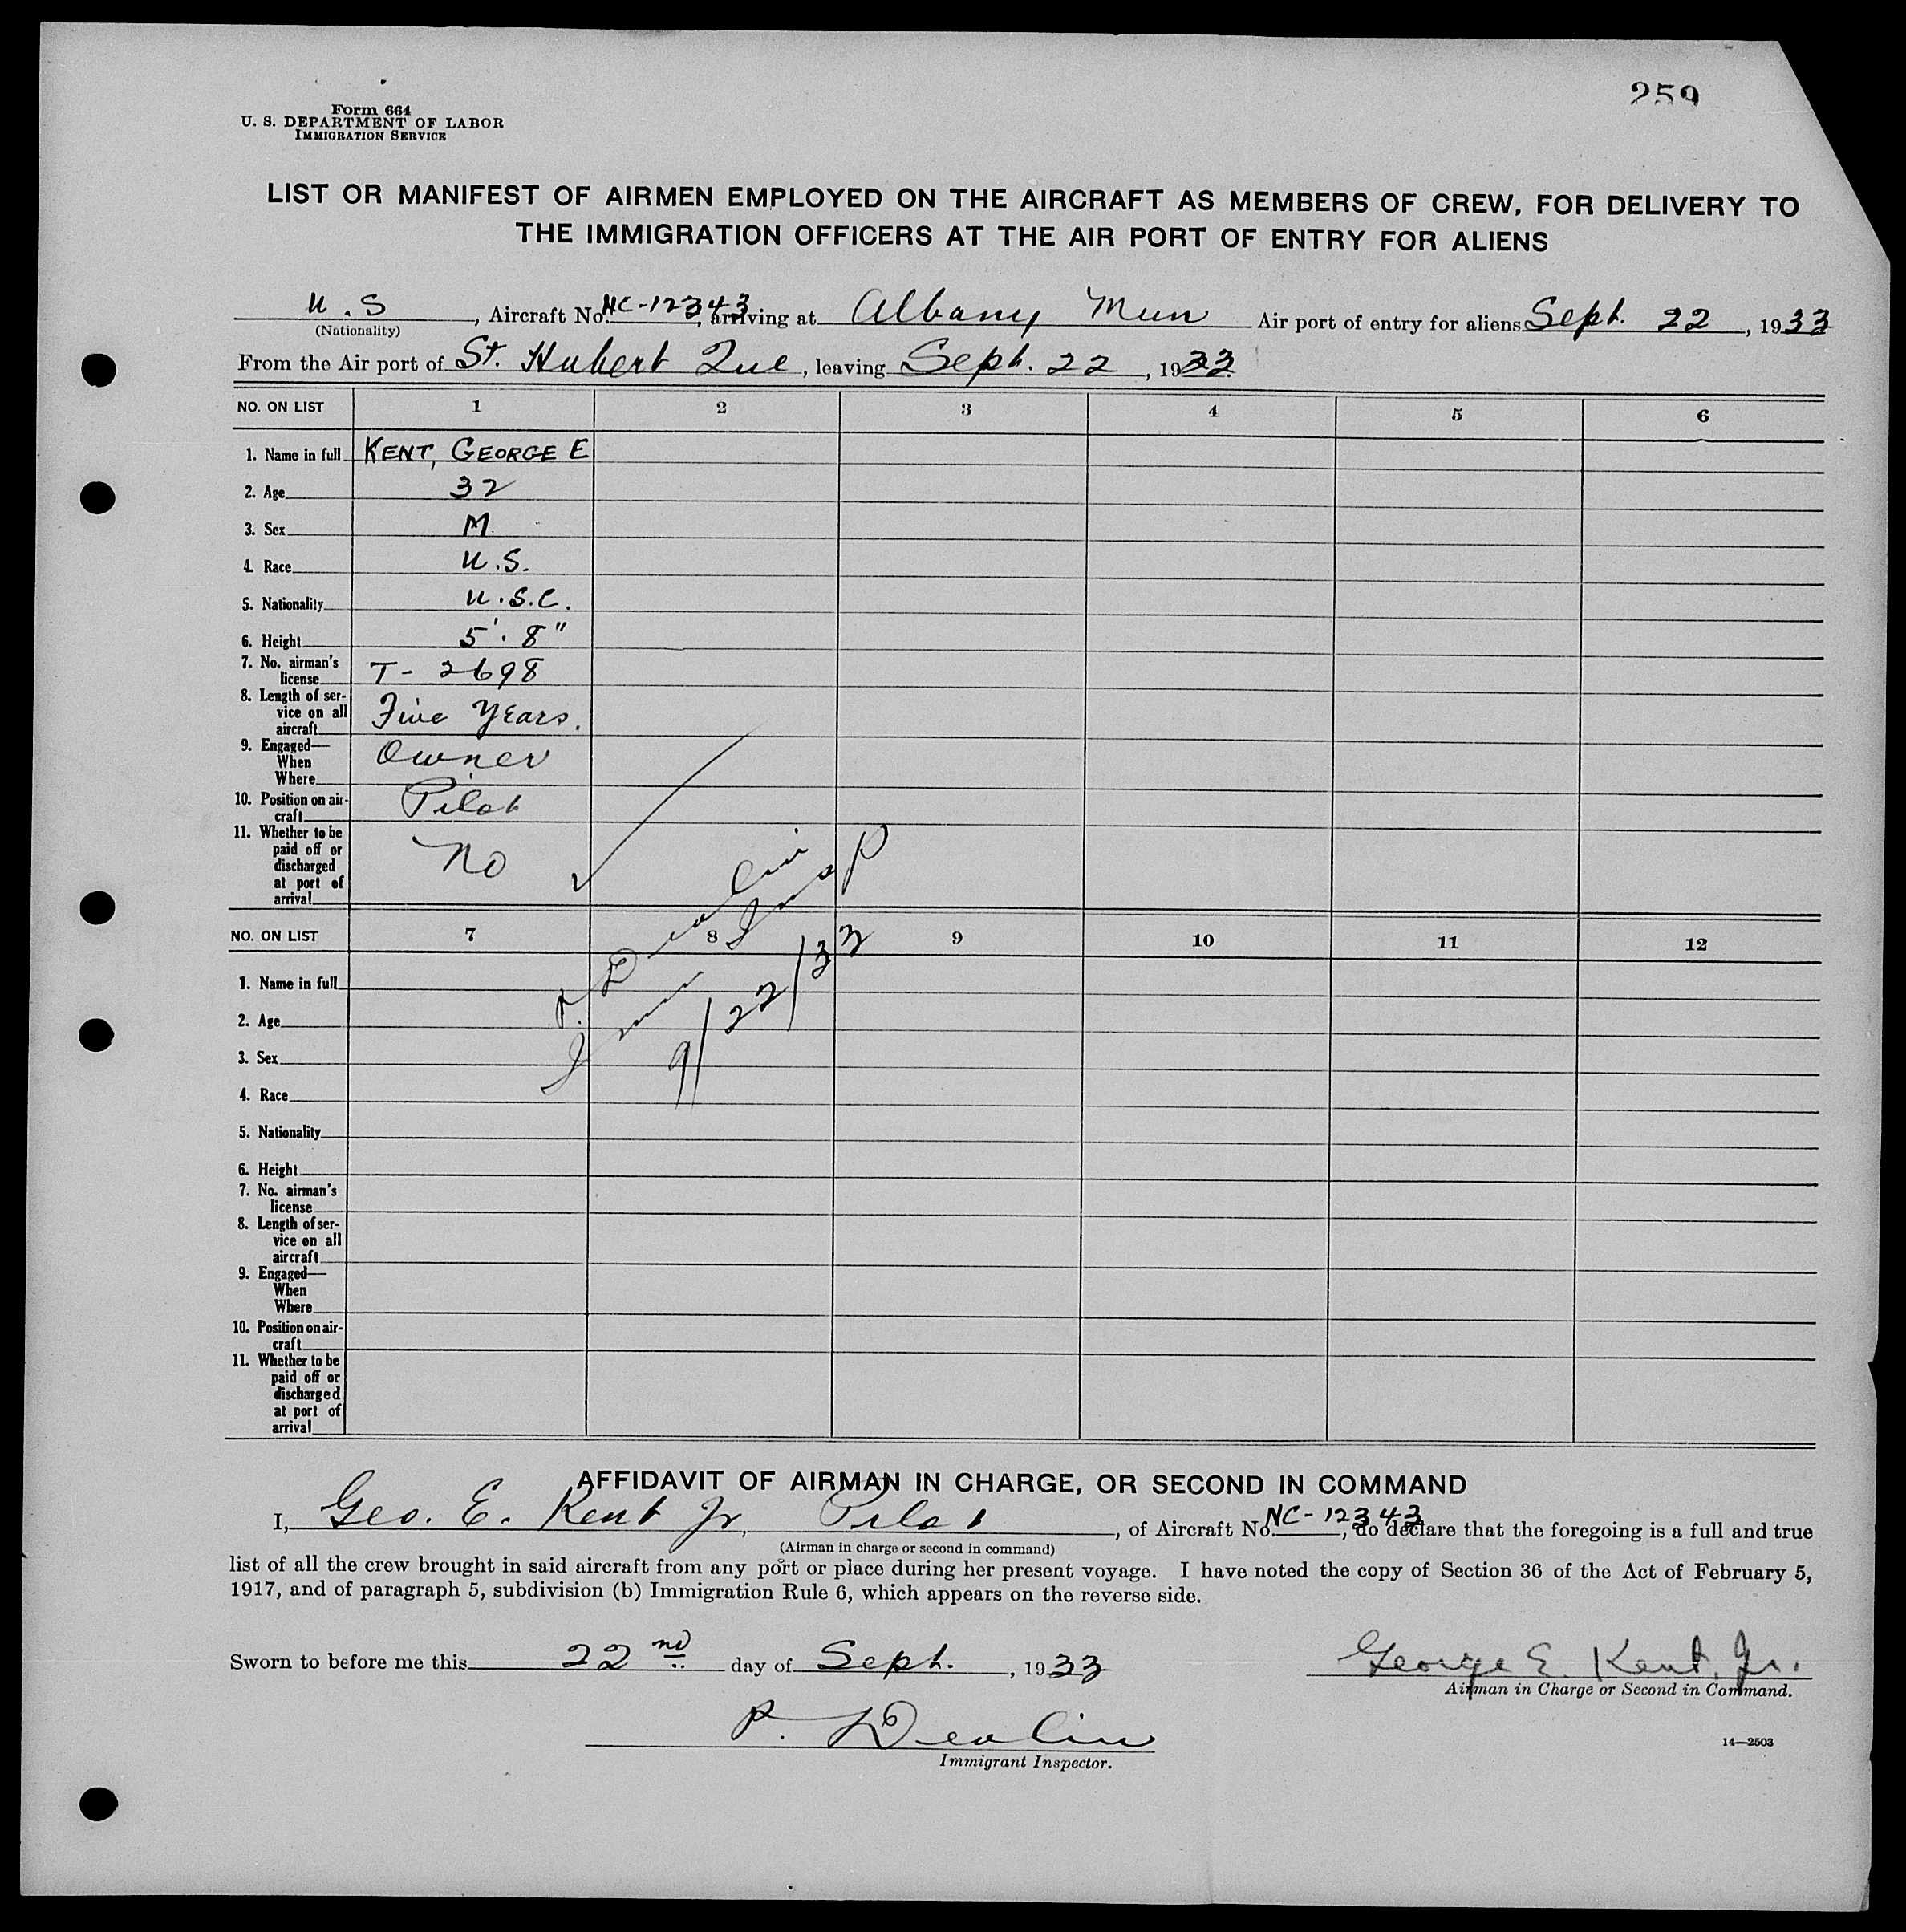 259
Form 664
U. S. DEPARTMENT OF LABOR
IMMIGRATION SERVICE
LIST OR MANIFEST OF AIRMEN EMPLOYED ON THE AIRCRAFT AS MEMBERS OF CREW, FOR DELIVERY TO
THE IMMIGRATION OFFICERS AT THE AIR PORT OF ENTRY FOR ALIENS
U.S, Aircraft No. NC-12343, arriving at Albany Mun Air port of entry for aliens Sept. 22, 1933
(Nationality)
From the Air port of St. Hubert Que, leaving Sept. 22, 1933
NO. ON LIST 1 2 3 4 5 6
1. Name in full KENT, GEORGE E
2. Age 32
3. Sex M
4. Race U.S.
5. Nationality U.S.C.
6. Height 5'. 8"
7. No. airman's
license T-2698
8. Length of ser-
vice on all
aircraft Five Years.
9. Engaged—
When Owner
Where
10. Position on air-
craft Pilot
11. Whether to be
paid off or
discharged No
at port of
arrival
P. Devlin
Imm Insp
9/22/33
NO. ON LIST 7 8 9 10 11 12
1. Name in full
2. Age
3. Sex
4. Race
5. Nationality
6. Height
7. No. airman's
license
8. Length of ser-
vice on all
aircraft
9. Engaged—
When
Where
10. Position on air-
craft
11. Whether to be
paid off or
discharged
at port of
arrival
AFFIDAVIT OF AIRMAN IN CHARGE, OR SECOND IN COMMAND
I, Geo. E. Kent Jr, Pilot, of Aircraft No. NC-12343, do declare that the foregoing is a full and true
(Airman in charge or second in command)
list of all the crew brought in said aircraft from any port or place during her present voyage. I have noted the copy of Section 36 of the Act of February 5,
1917, and of paragraph 5, subdivision (b) Immigration Rule 6, which appears on the reverse side.
Sworn to before me this 22nd day of Sept., 1933
George E. Kent, Jr.
Airman in Charge or Second in Command.
P. Devlin
Immigrant Inspector.
14—2503